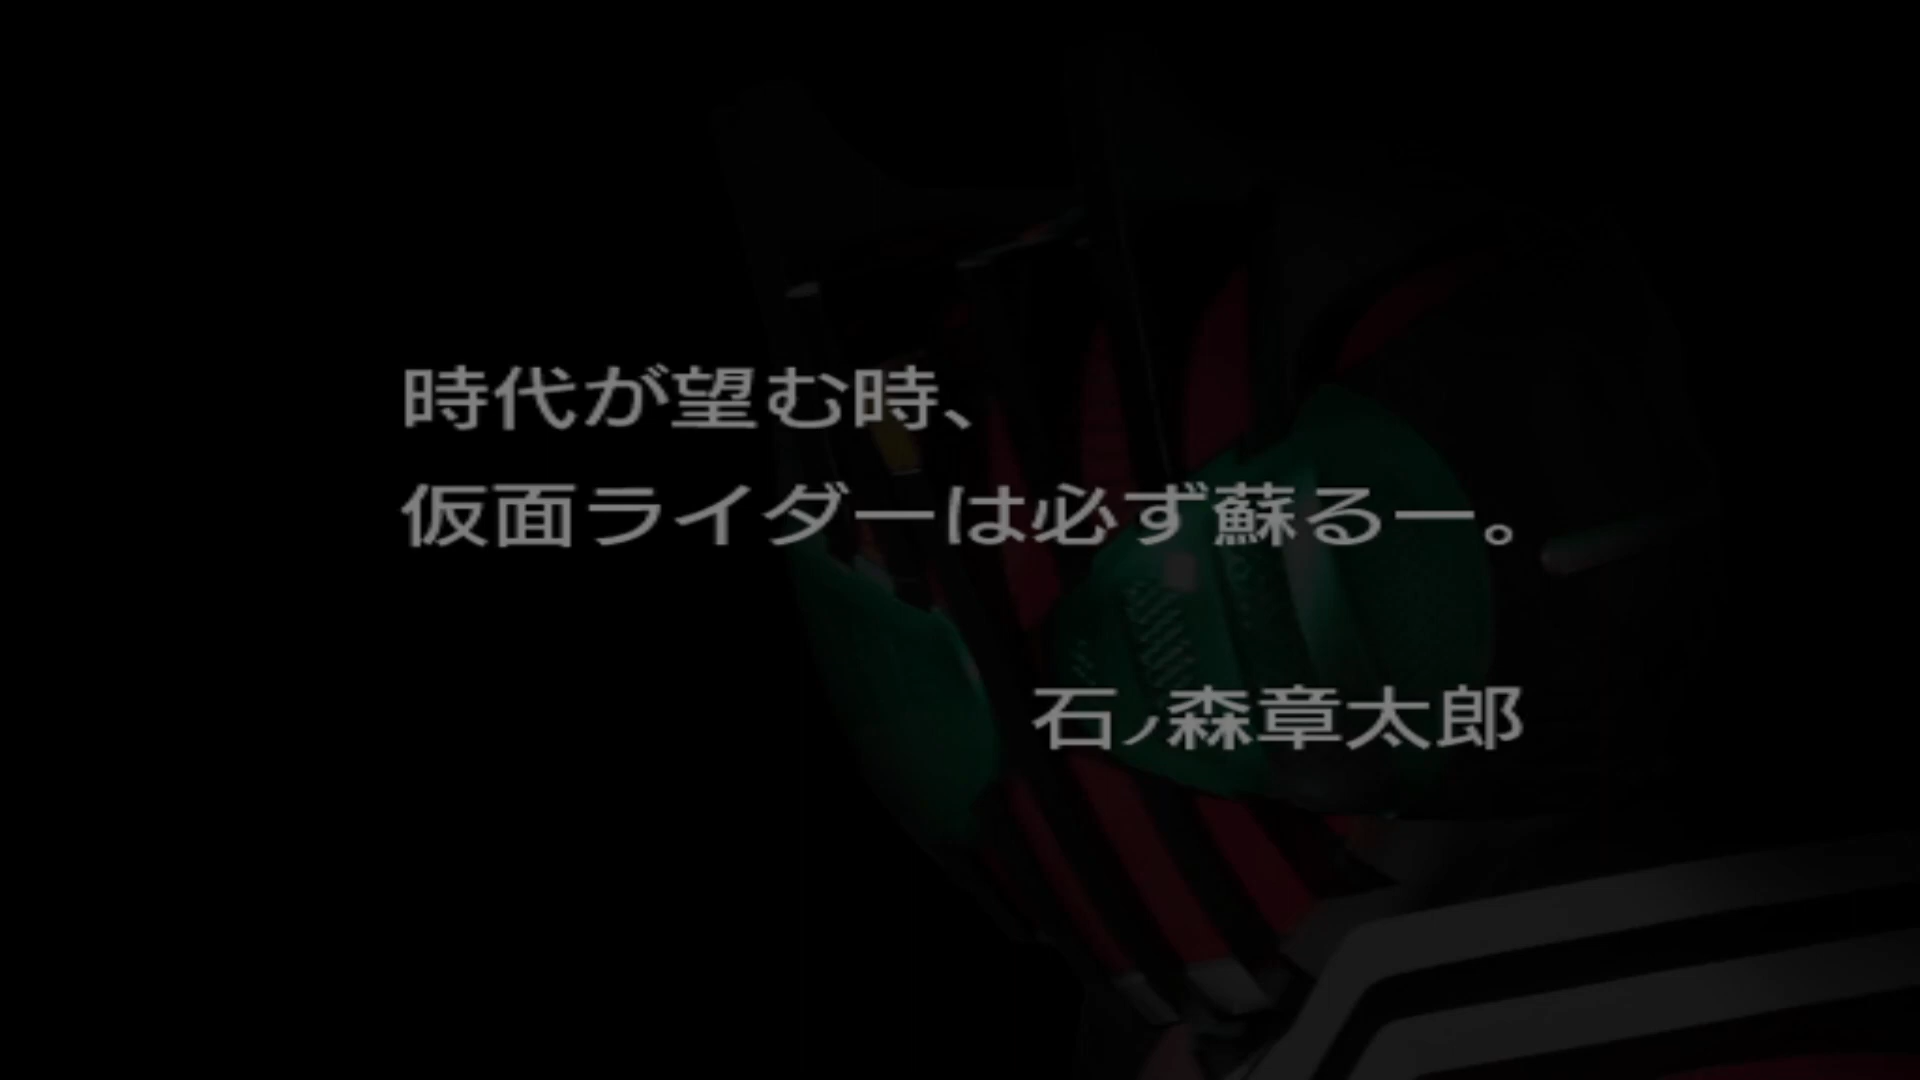 時代が望む時、
仮面ライダーは必ず蘇るー。
石ノ森章太郎